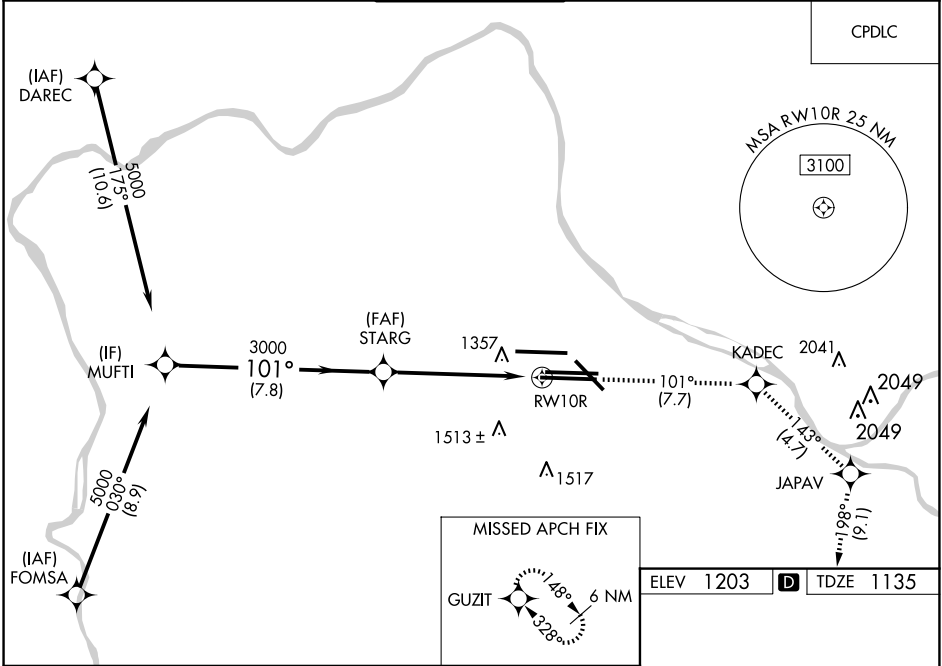 CPDLC
(IAF)
DAREC
5000
175°
(10.6)
MSA RW10R 25 NM
3100
(IF)
MUFTI
3000
101°
(7.8)
(FAF)
STARG
1357
RW10R
101°
(7.7)
KADEC
2041
2049
2049
1513 ±
1517
143°
(4.7)
JAPAV
198°
(9.1)
5000
030°
(8.9)
(IAF)
FOMSA
MISSED APCH FIX
GUZIT
148°
328°
6 NM
ELEV 1203 D TDZE 1135